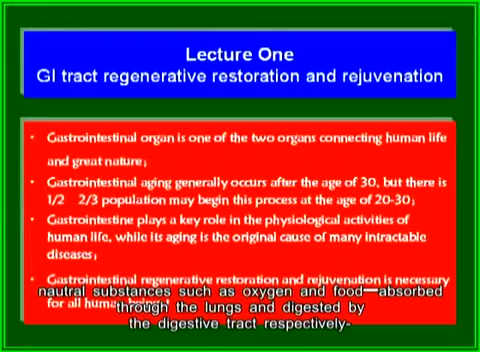 Lecture One
GI tract regenerative restoration and rejuvenation
• Gastrointestinal organ is one of the two organs connecting human life
and great nature;
• Gastrointestinal aging generally occurs after the age of 30, but there is
1/2 2/3 population may begin this process at the age of 20-30;
• Gastrointestine plays a key role in the physiological activities of
human life, while its aging is the original cause of many intractable
diseases;
• Gastrointestinal regenerative restoration and rejuvenation is necessary
for all human
nautral substances such as oxygen and food—absorbed
through the lungs and digested by
the digestive tract respectively-